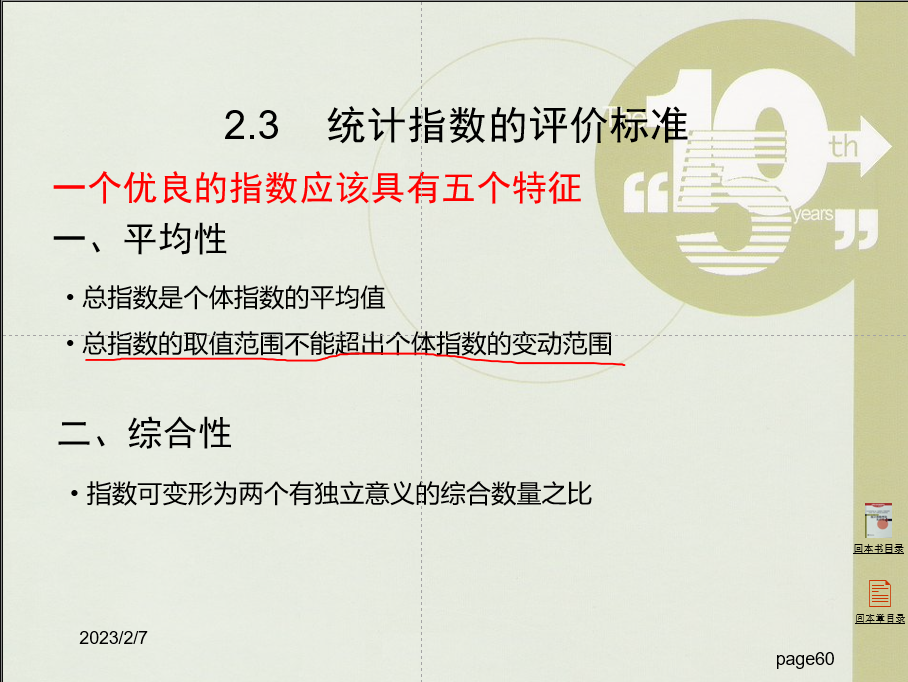 2.3 统计指数的评价标准
一个优良的指数应该具有五个特征
一、平均性
• 总指数是个体指数的平均值
• 总指数的取值范围不能超出个体指数的变动范围
二、综合性
• 指数可变形为两个有独立意义的综合数量之比
The
10
th
5
years
“ ”
回本书目录
回本章目录
2023/2/7
page60